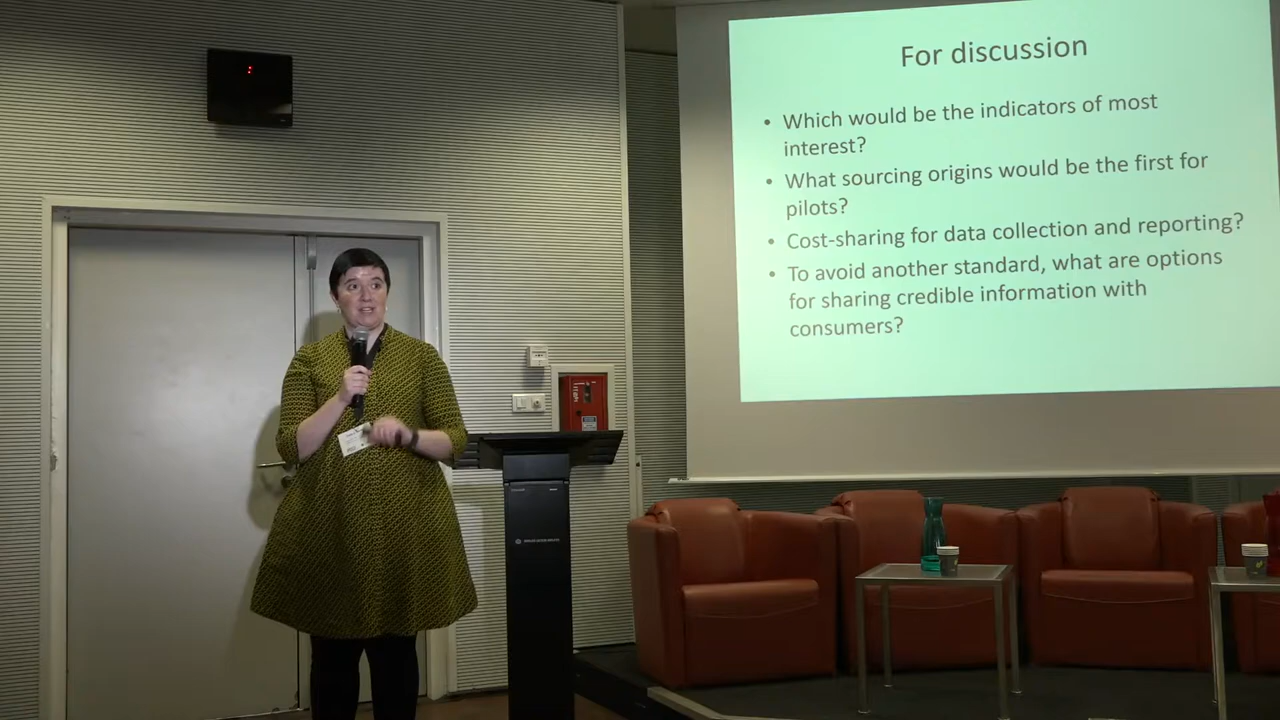 For discussion
• Which would be the indicators of most
interest?
• What sourcing origins would be the first for
pilots?
• Cost-sharing for data collection and reporting?
• To avoid another standard, what are options
for sharing credible information with
consumers?